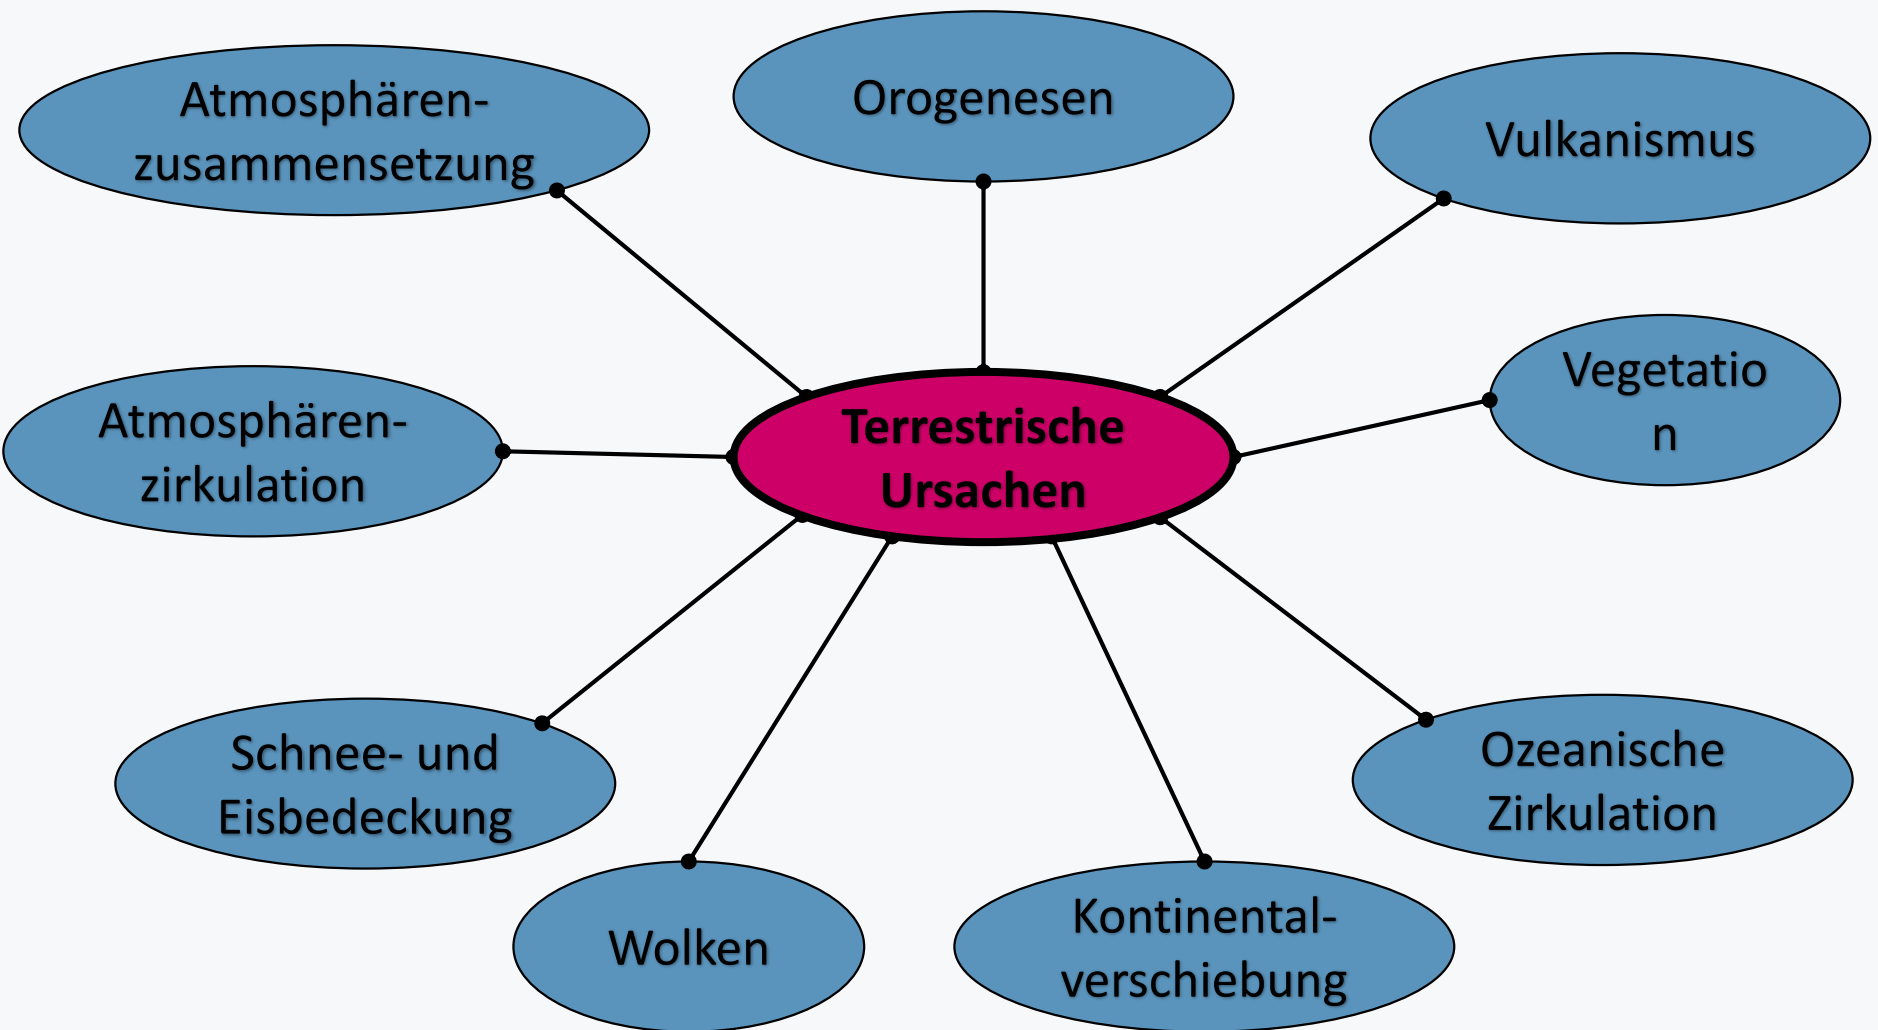 Atmosphären-
zusammensetzung
Orogenesen
Vulkanismus
Atmosphären-
zirkulation
Terrestrische
Ursachen
Vegetatio
n
Schnee- und
Eisbedeckung
Wolken
Kontinental-
verschiebung
Ozeanische
Zirkulation